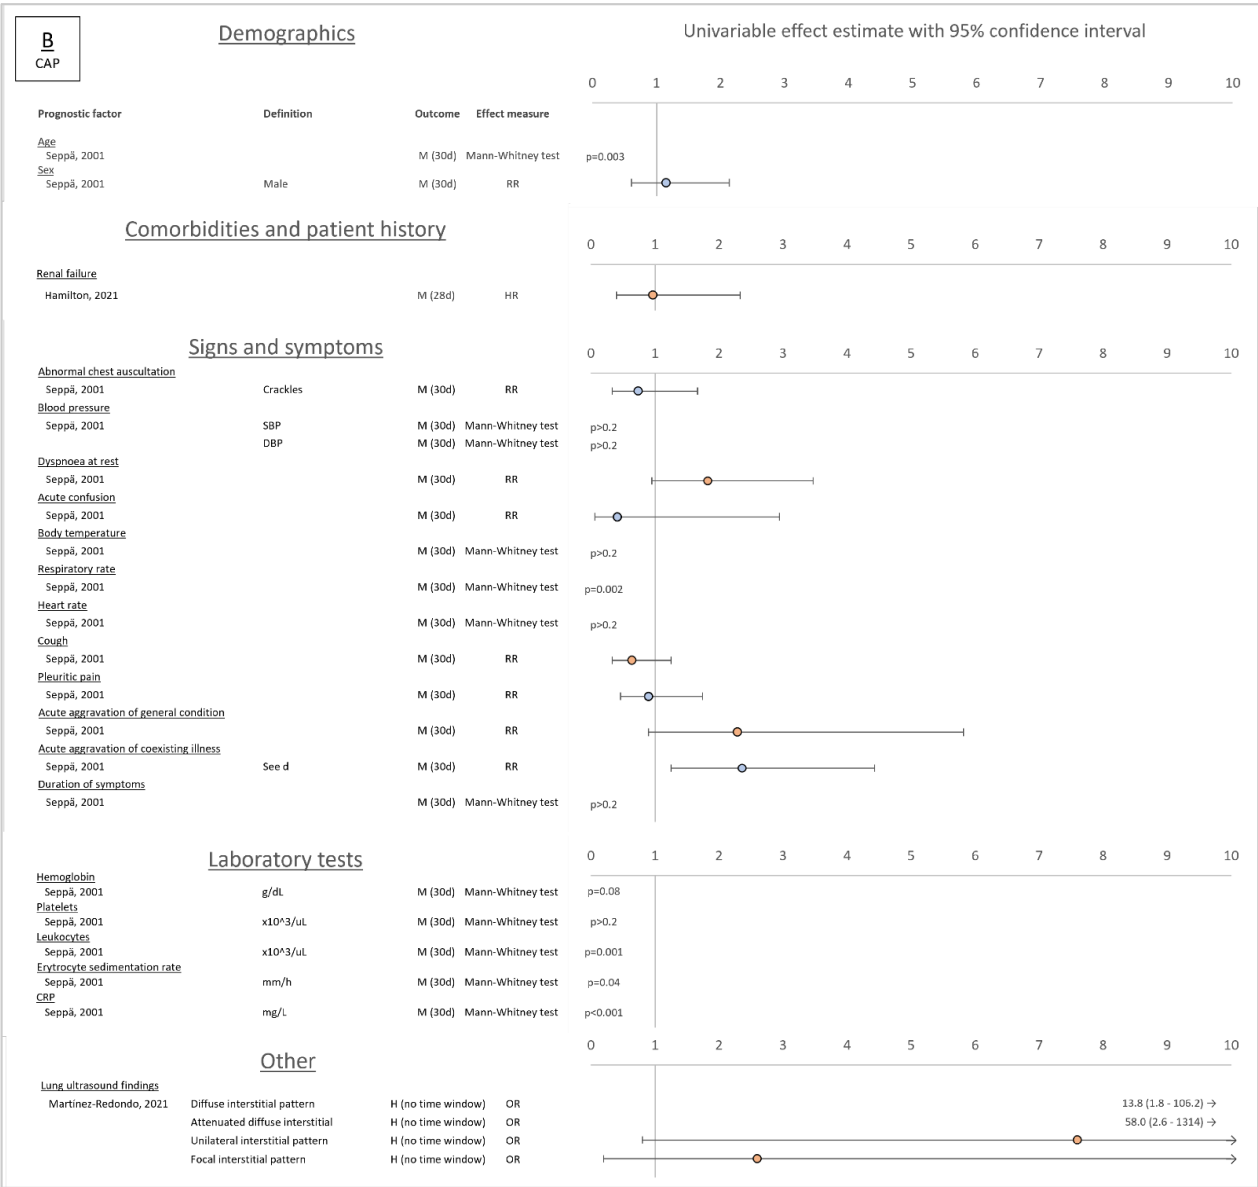 B
CAP
Demographics
Univariable effect estimate with 95% confidence interval
0 1 2 3 4 5 6 7 8 9 10
Prognostic factor Definition Outcome Effect measure
Age
Seppä, 2001 M (30d) Mann-Whitney test p=0.003
Sex
Seppä, 2001 Male M (30d) RR
Comorbidities and patient history
0 1 2 3 4 5 6 7 8 9 10
Renal failure
Hamilton, 2021 M (28d) HR
Signs and symptoms
0 1 2 3 4 5 6 7 8 9 10
Abnormal chest auscultation
Seppä, 2001 Crackles M (30d) RR
Blood pressure
Seppä, 2001 SBP M (30d) Mann-Whitney test p>0.2
DBP M (30d) Mann-Whitney test p>0.2
Dyspnoea at rest
Seppä, 2001 M (30d) RR
Acute confusion
Seppä, 2001 M (30d) RR
Body temperature
Seppä, 2001 M (30d) Mann-Whitney test p>0.2
Respiratory rate
Seppä, 2001 M (30d) Mann-Whitney test p=0.002
Heart rate
Seppä, 2001 M (30d) Mann-Whitney test p>0.2
Cough
Seppä, 2001 M (30d) RR
Pleuritic pain
Seppä, 2001 M (30d) RR
Acute aggravation of general condition
Seppä, 2001 M (30d) RR
Acute aggravation of coexisting illness
Seppä, 2001 See d M (30d) RR
Duration of symptoms
Seppä, 2001 M (30d) Mann-Whitney test p>0.2
Laboratory tests
0 1 2 3 4 5 6 7 8 9 10
Hemoglobin
Seppä, 2001 g/dL M (30d) Mann-Whitney test p=0.08
Platelets
Seppä, 2001 x10^3/uL M (30d) Mann-Whitney test p>0.2
Leukocytes
Seppä, 2001 x10^3/uL M (30d) Mann-Whitney test p=0.001
Erytrocyte sedimentation rate
Seppä, 2001 mm/h M (30d) Mann-Whitney test p=0.04
CRP
Seppä, 2001 mg/L M (30d) Mann-Whitney test p<0.001
Other
0 1 2 3 4 5 6 7 8 9 10
Lung ultrasound findings
Martínez-Redondo, 2021 Diffuse interstitial pattern H (no time window) OR 13.8 (1.8 - 106.2) →
Attenuated diffuse interstitial H (no time window) OR 58.0 (2.6 - 1314) →
Unilateral interstitial pattern H (no time window) OR
Focal interstitial pattern H (no time window) OR